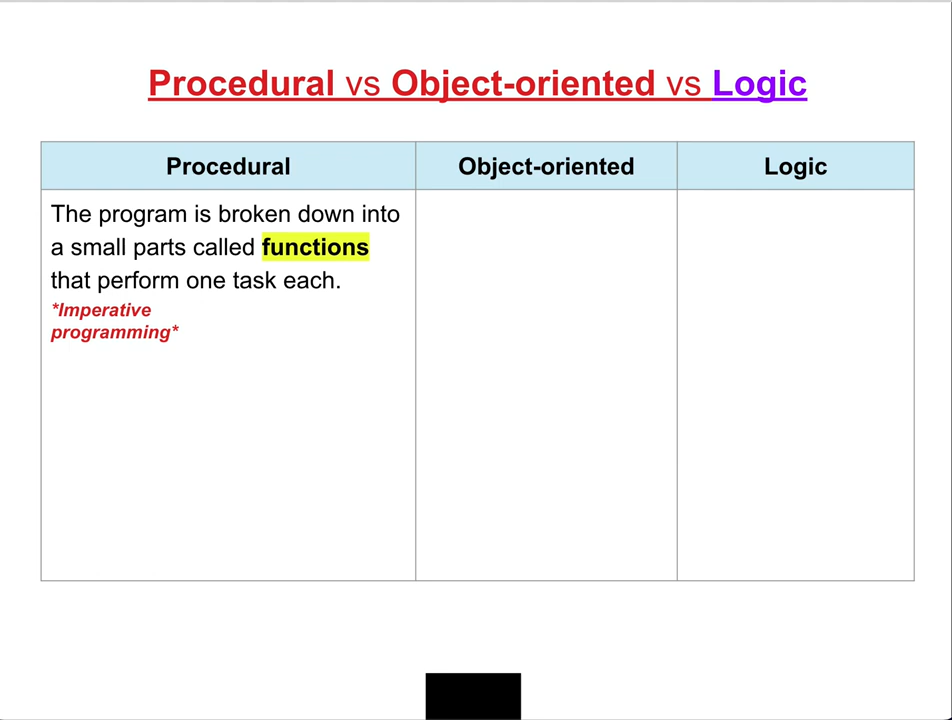 Procedural vs Object-oriented vs Logic
Procedural
Object-oriented
Logic
The program is broken down into
a small parts called functions
that perform one task each.
*Imperative
programming*